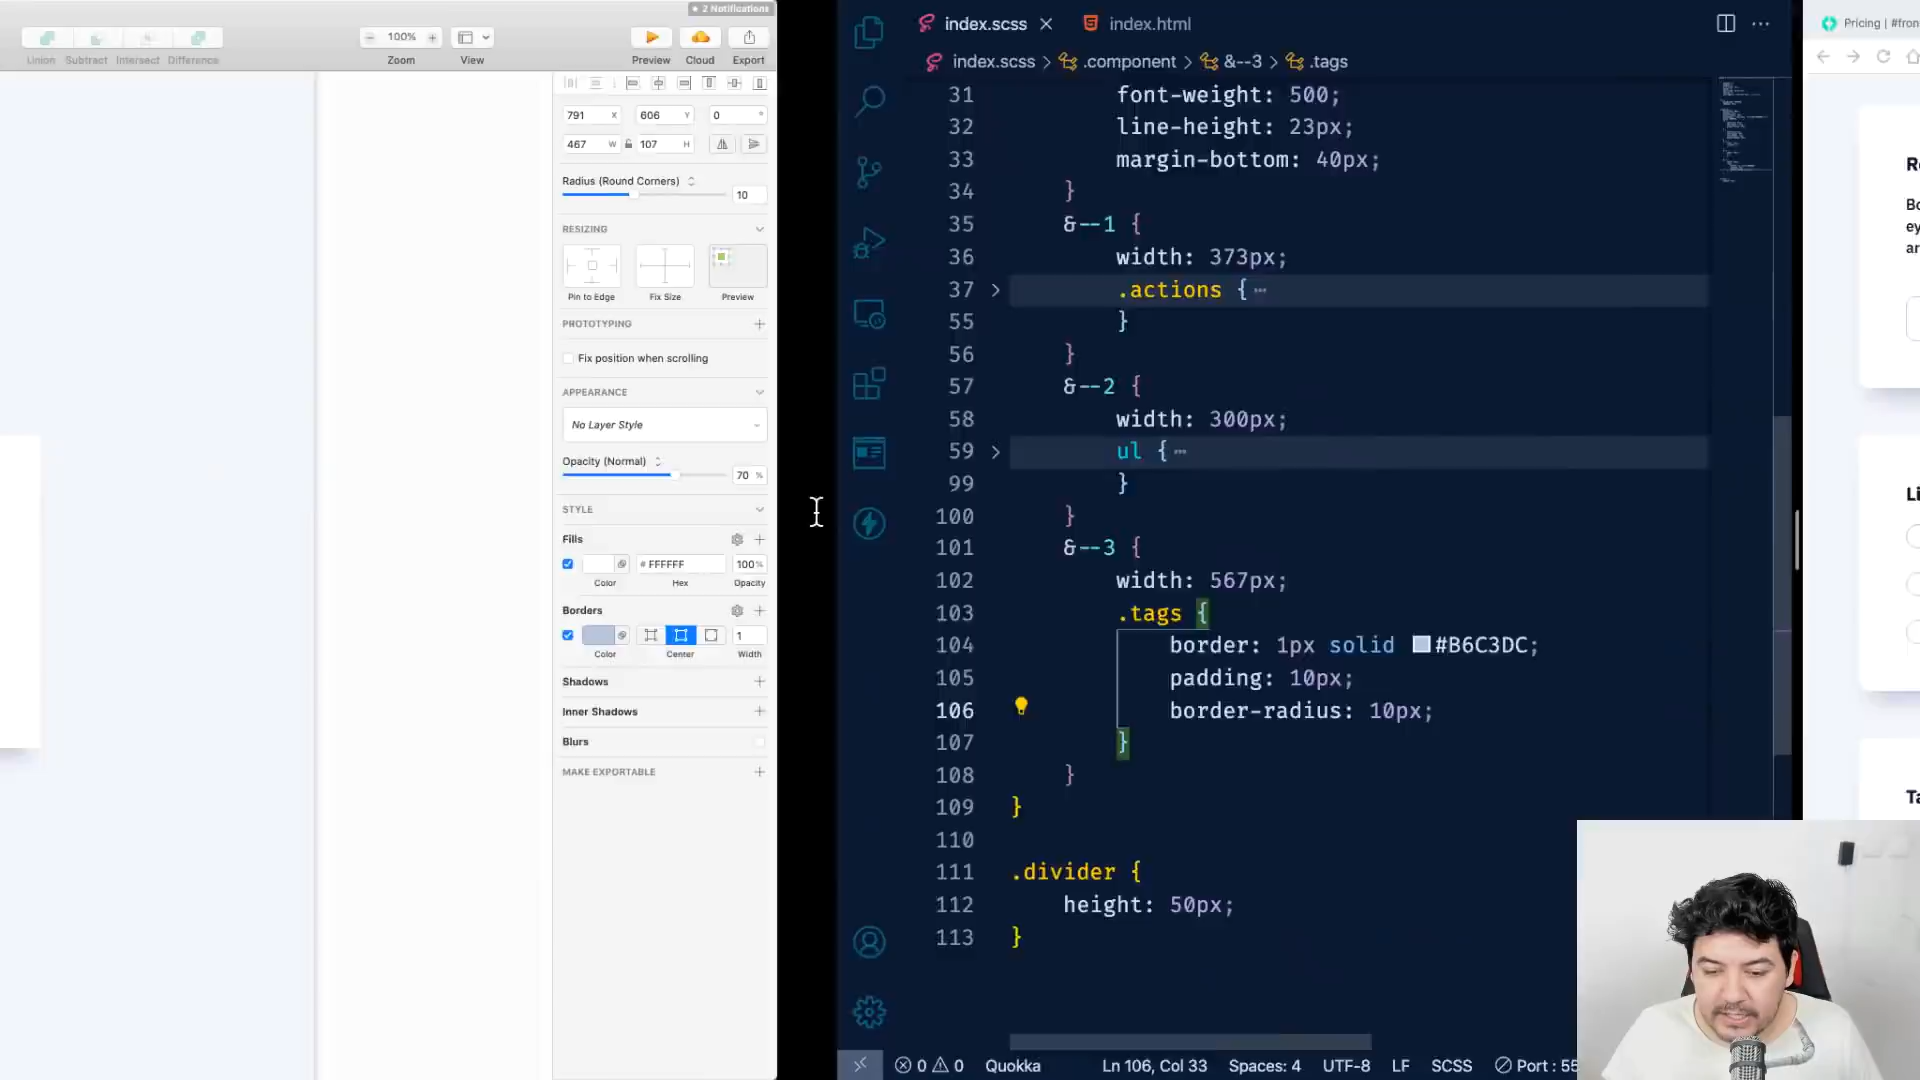 2 Notifications
Union Subtract Intersect Difference
100%
Zoom View
Preview Cloud Export
791 X 606 Y 0 °
467 W 107 H
Radius (Round Corners)
10
RESIZING
Pin to Edge Fix Size Preview
PROTOTYPING
Fix position when scrolling
APPEARANCE
No Layer Style
Opacity (Normal)
70 %
STYLE
Fills
# FFFFFF 100%
Color Hex Opacity
Borders
1
Color Center Width
Shadows
Inner Shadows
Blurs
MAKE EXPORTABLE
index.scss index.html
index.scss > .component > &--3 > .tags
31 font-weight: 500;
32 line-height: 23px;
33 margin-bottom: 40px;
34 }
35 &--1 {
36 width: 373px;
37 .actions {
55 }
56 }
57 &--2 {
58 width: 300px;
59 ul {
99 }
100 }
101 &--3 {
102 width: 567px;
103 .tags {
104 border: 1px solid #B6C3DC;
105 padding: 10px;
106 border-radius: 10px;
107 }
108 }
109 }
110
111 .divider {
112 height: 50px;
113 }
0 0 Quokka Ln 106, Col 33 Spaces: 4 UTF-8 LF SCSS Port : 55
Pricing | #fron